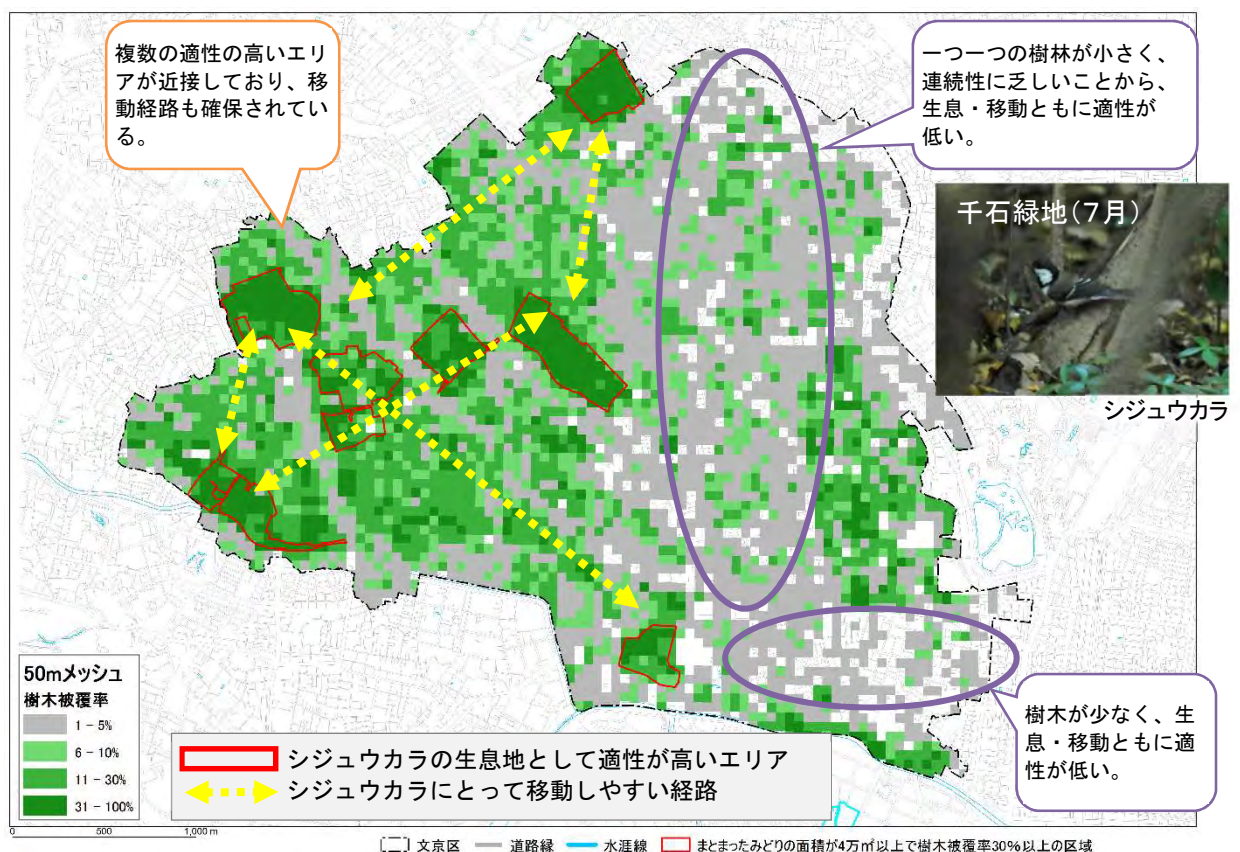 複数の適性の高いエリ
アが近接しており、移
動経路も確保されてい
る。
一つ一つの樹林が小さく、
連続性に乏しいことから、
生息・移動ともに適性が
低い。
千石緑地(7月)
シジュウカラ
樹木が少なく、生
息・移動ともに適
性が低い。
50mメッシュ
樹木被覆率
1 - 5%
6 - 10%
11 - 30%
31 - 100%
シジュウカラの生息地として適性が高いエリア
シジュウカラにとって移動しやすい経路
0 500 1,000 m
文京区 道路縁 水涯線 まとまったみどりの面積が4万㎡以上で樹木被覆率30%以上の区域